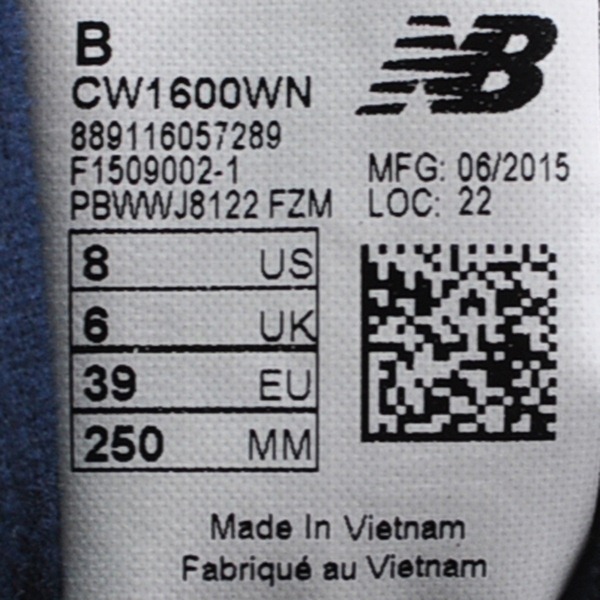 B
NB
CW1600WN
889116057289
F1509002-1
MFG: 06/2015
PBWWJ8122 FZM
LOC: 22
8 US
6 UK
39 EU
250 MM
Made In Vietnam
Fabriqué au Vietnam